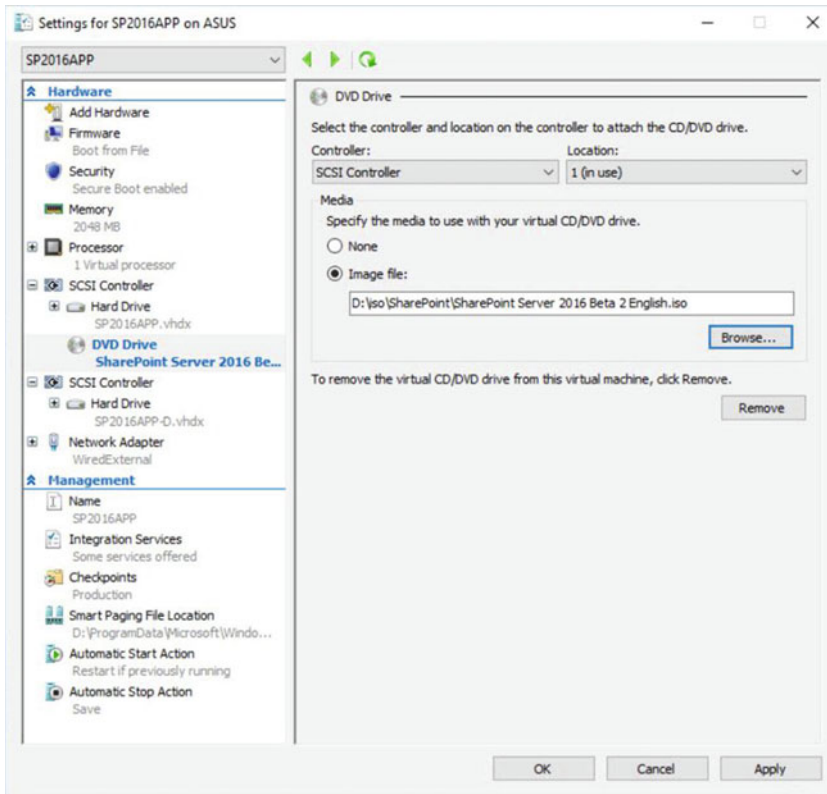 Settings for SP2016APP on ASUS
SP2016APP
Hardware
Add Hardware
Firmware
Boot from File
Security
Secure Boot enabled
Memory
2048 MB
Processor
1 Virtual processor
SCSI Controller
Hard Drive
SP2016APP.vhdx
DVD Drive
SharePoint Server 2016 Be...
SCSI Controller
Hard Drive
SP2016APP-D.vhdx
Network Adapter
WiredExternal
Management
Name
SP2016APP
Integration Services
Some services offered
Checkpoints
Production
Smart Paging File Location
D:\ProgramData\Microsoft\Windo...
Automatic Start Action
Restart if previously running
Automatic Stop Action
Save
DVD Drive
Select the controller and location on the controller to attach the CD/DVD drive.
Controller: Location:
SCSI Controller 1 (in use)
Media
Specify the media to use with your virtual CD/DVD drive.
None
Image file:
D:\iso\SharePoint\SharePoint Server 2016 Beta 2 English.iso
Browse...
To remove the virtual CD/DVD drive from this virtual machine, click Remove.
Remove
OK Cancel Apply